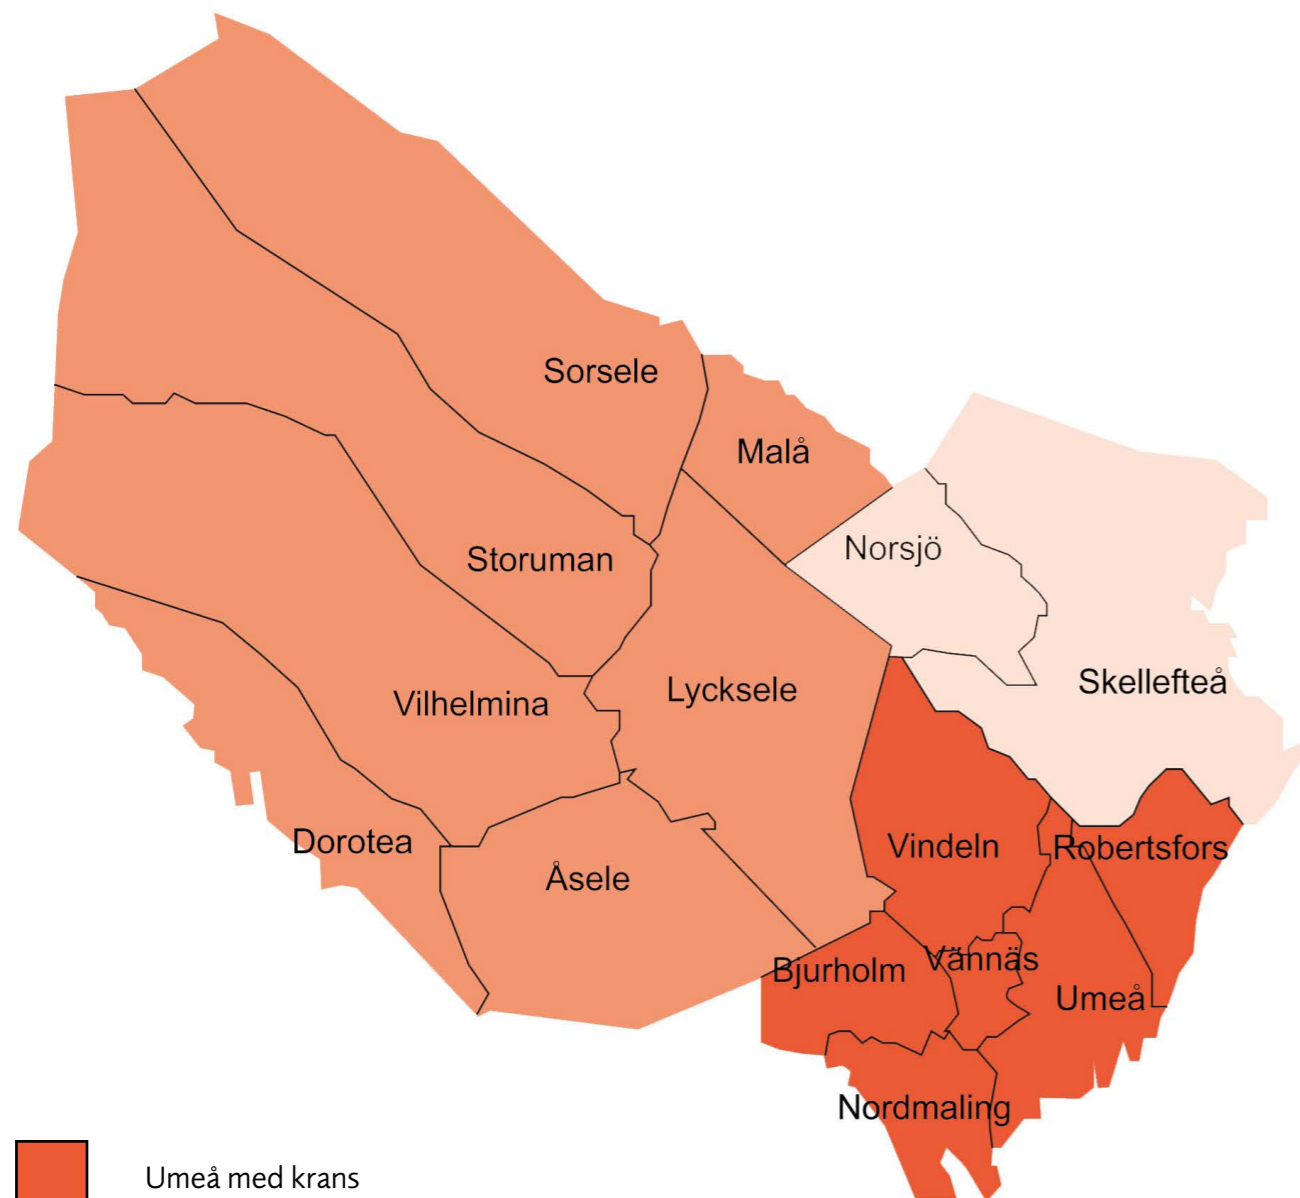 Sorsele
Malå
Norsjö
Storuman
Skellefteå
Lycksele
Vilhelmina
Dorotea
Vindeln
Robertsfors
Åsele
Vännäs
Bjurholm
Umeå
Nordmaling
Umeå med krans